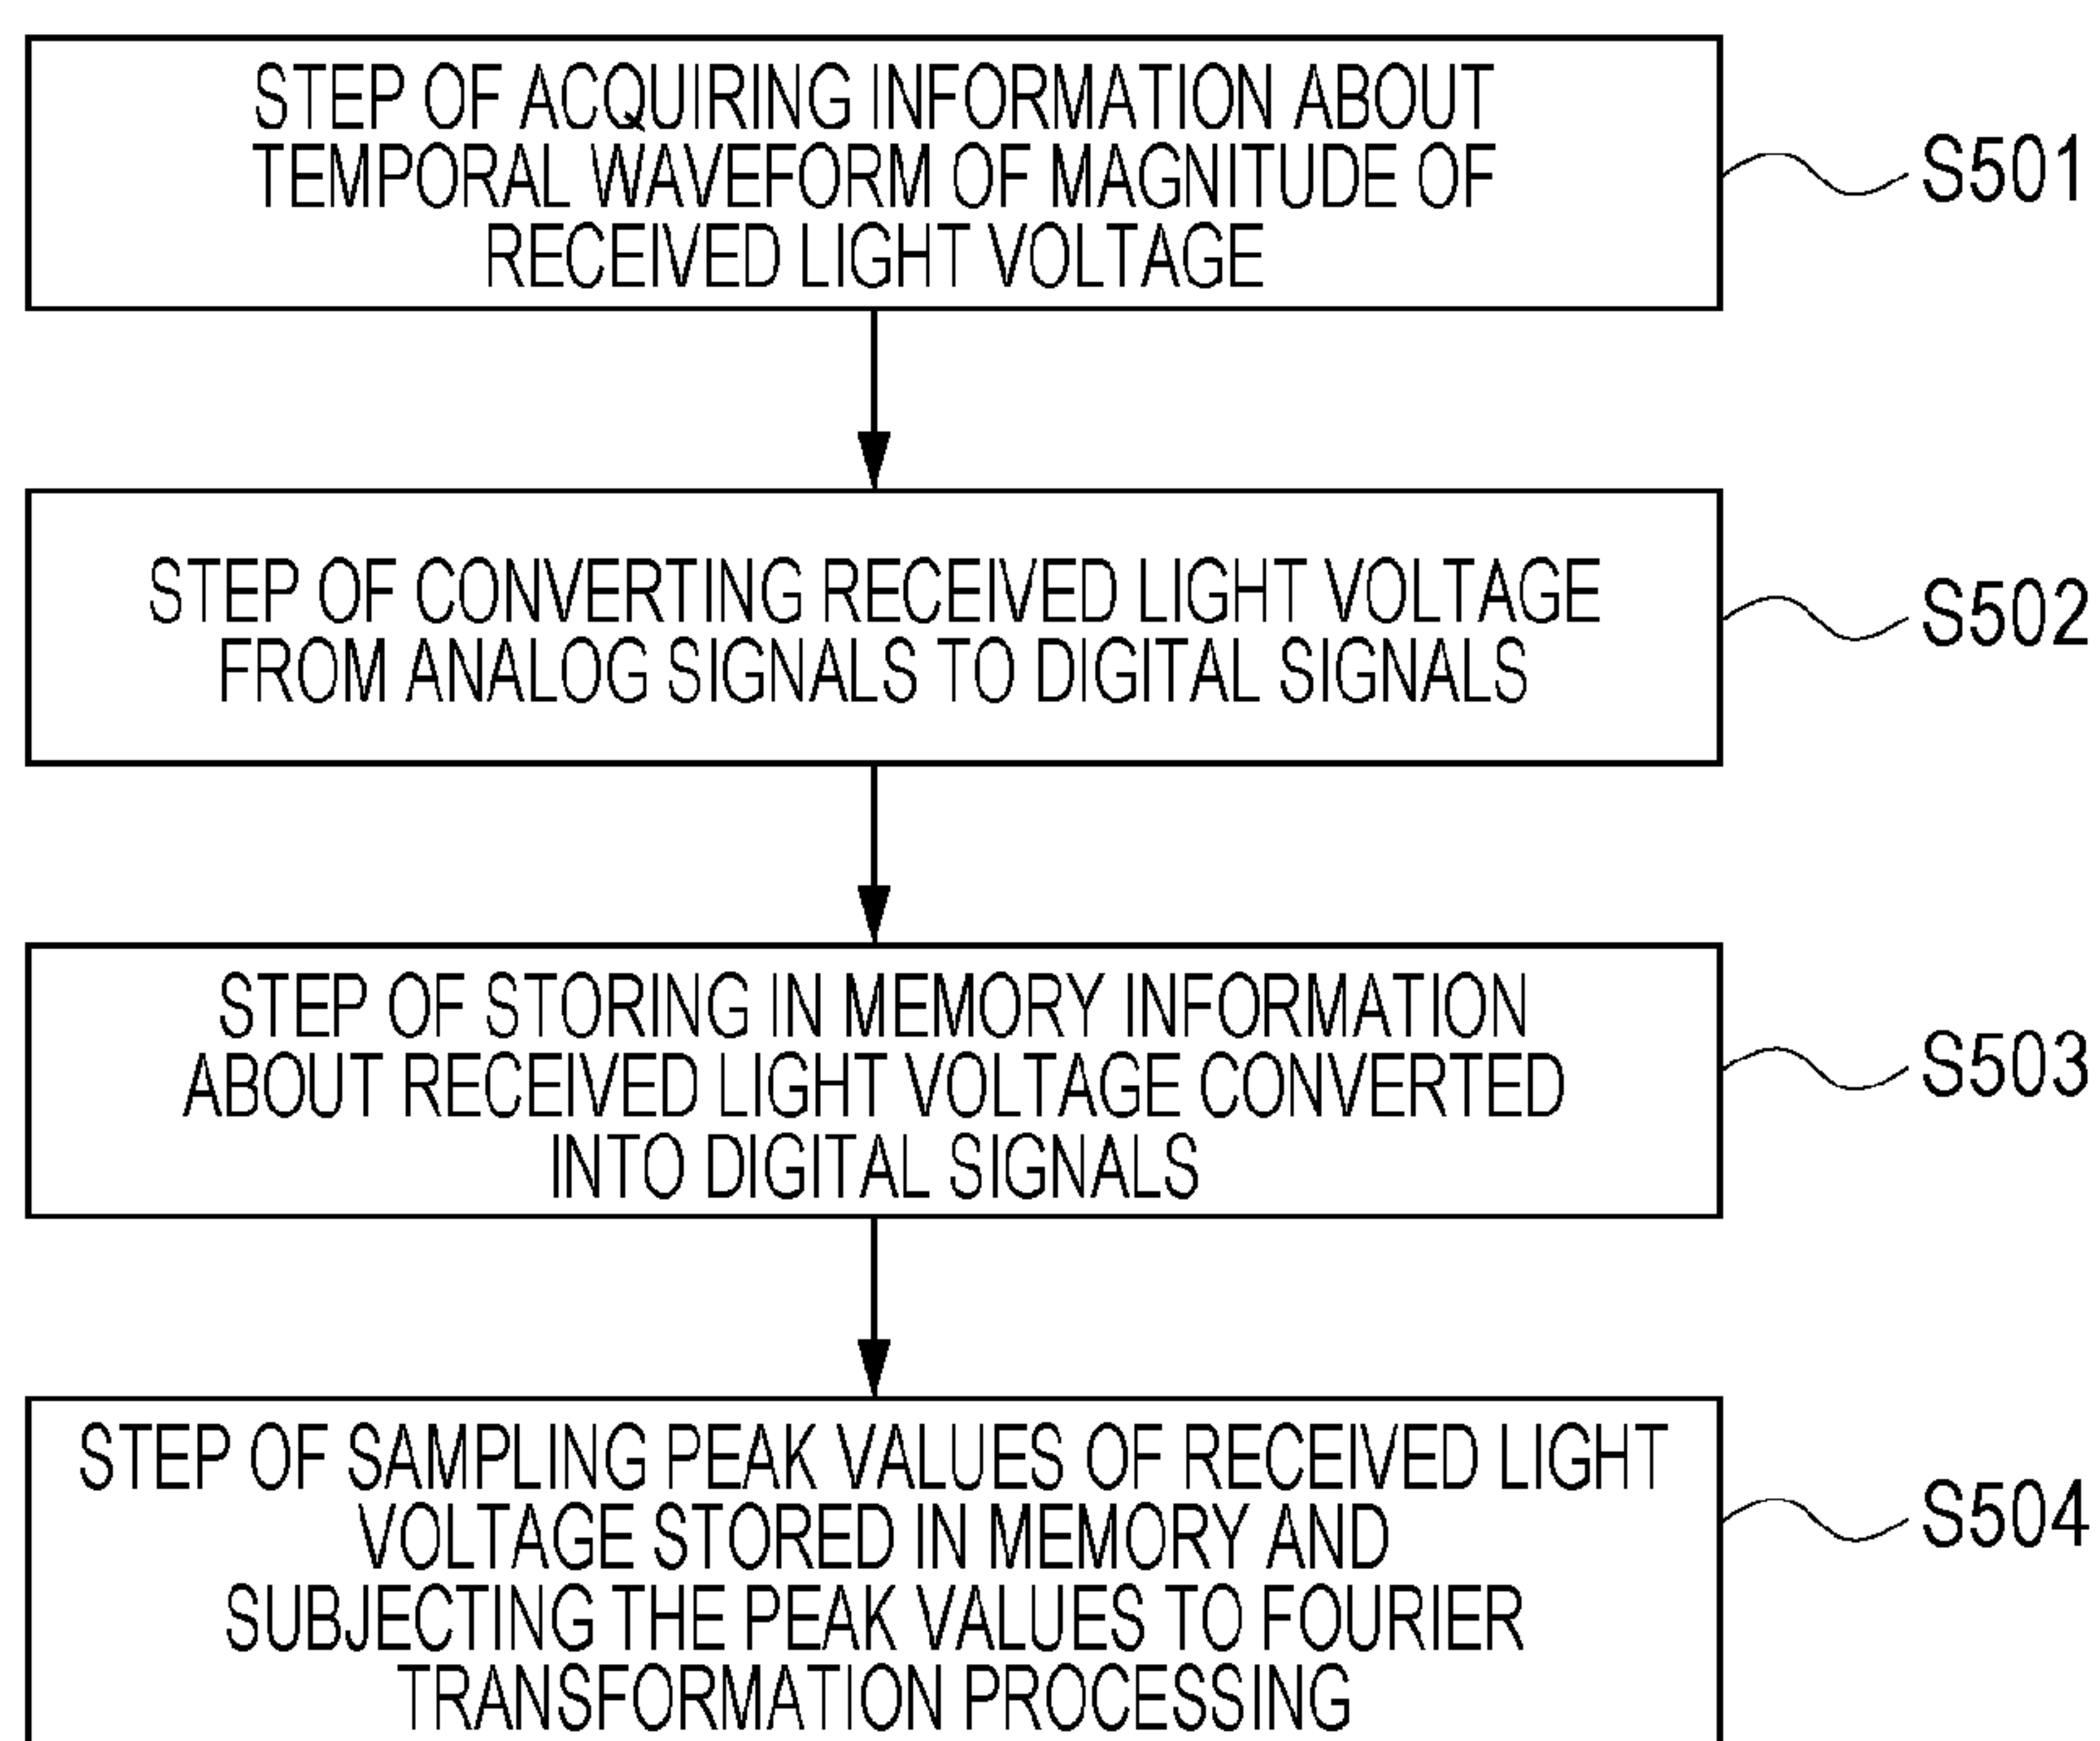 STEP OF ACQUIRING INFORMATION ABOUT
TEMPORAL WAVEFORM OF MAGNITUDE OF
RECEIVED LIGHT VOLTAGE
S501
STEP OF CONVERTING RECEIVED LIGHT VOLTAGE
FROM ANALOG SIGNALS TO DIGITAL SIGNALS
S502
STEP OF STORING IN MEMORY INFORMATION
ABOUT RECEIVED LIGHT VOLTAGE CONVERTED
INTO DIGITAL SIGNALS
S503
STEP OF SAMPLING PEAK VALUES OF RECEIVED LIGHT
VOLTAGE STORED IN MEMORY AND
SUBJECTING THE PEAK VALUES TO FOURIER
TRANSFORMATION PROCESSING
S504